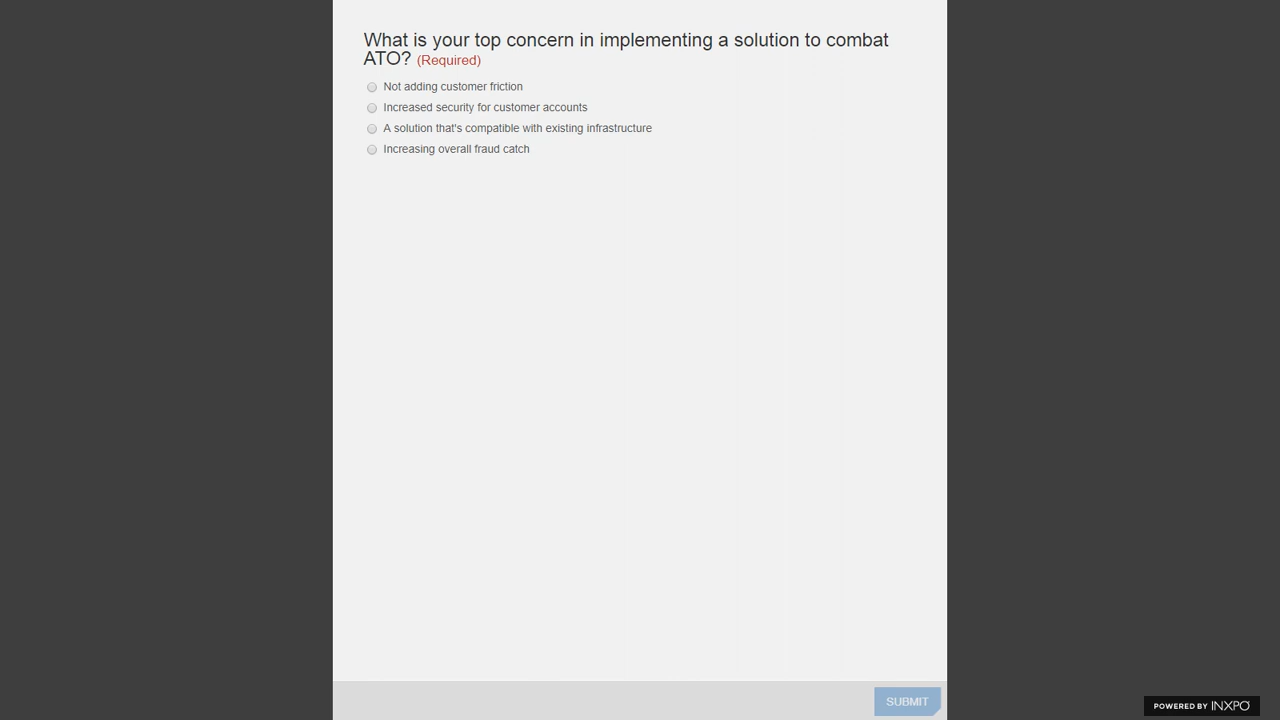 What is your top concern in implementing a solution to combat
ATO? (Required)
Not adding customer friction
Increased security for customer accounts
A solution that's compatible with existing infrastructure
Increasing overall fraud catch
SUBMIT
POWERED BY INXPO